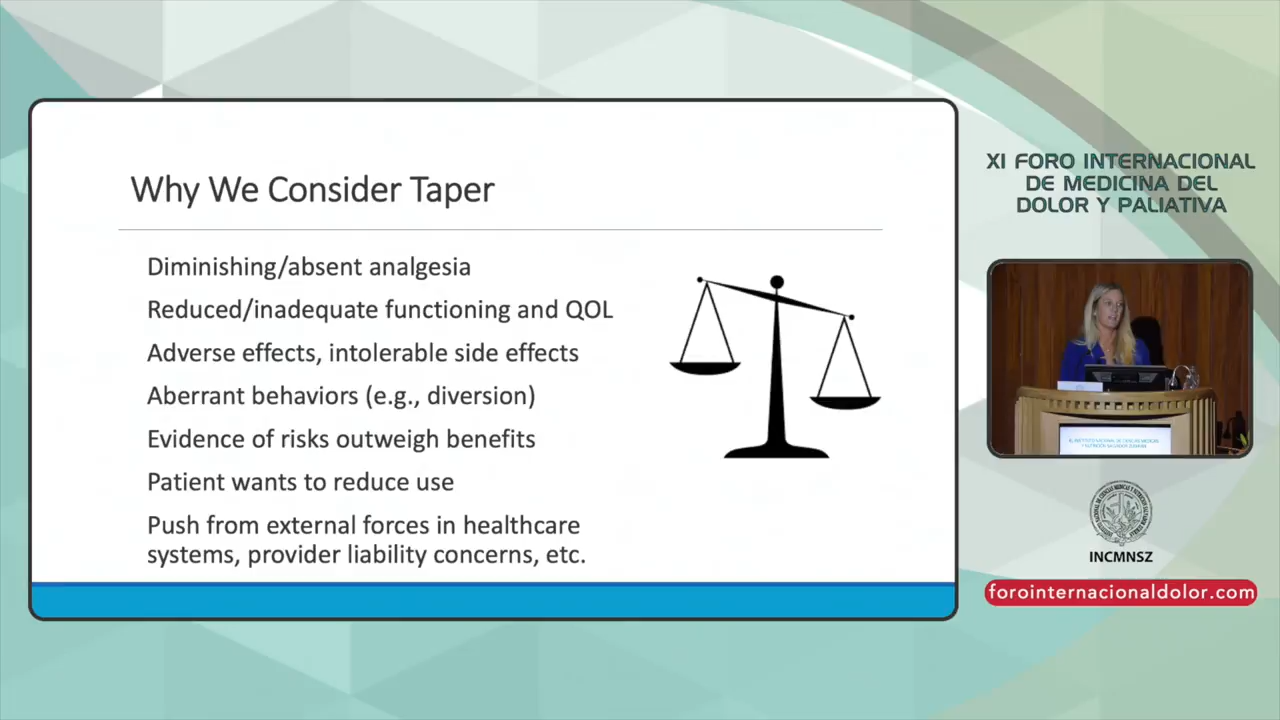 Why We Consider Taper
Diminishing/absent analgesia
Reduced/inadequate functioning and QOL
Adverse effects, intolerable side effects
Aberrant behaviors (e.g., diversion)
Evidence of risks outweigh benefits
Patient wants to reduce use
Push from external forces in healthcare
systems, provider liability concerns, etc.
XI FORO INTERNACIONAL
DE MEDICINA DEL
DOLOR Y PALIATIVA
INCMNSZ
forointernacionaldolor.com